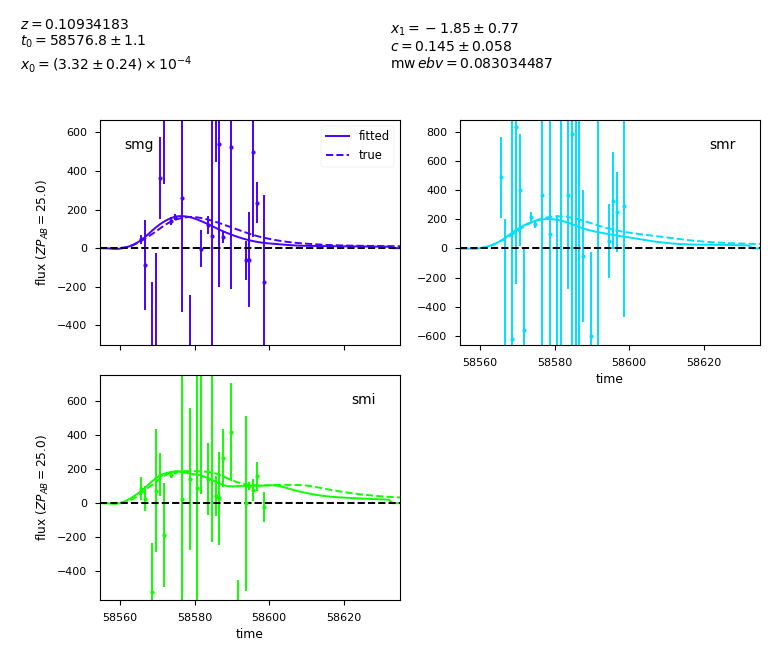 z = 0.10934183
t₀ = 58576.8 ± 1.1
x₀ = (3.32 ± 0.24) × 10⁻⁴
x₁ = −1.85 ± 0.77
c = 0.145 ± 0.058
mw ebv = 0.083034487
smg
fitted
true
600
400
200
0
−200
−400
flux (ZP_AB = 25.0)
smr
800
600
400
200
0
−200
−400
−600
58560 58580 58600 58620
time
smi
600
400
200
0
−200
−400
flux (ZP_AB = 25.0)
58560 58580 58600 58620
time